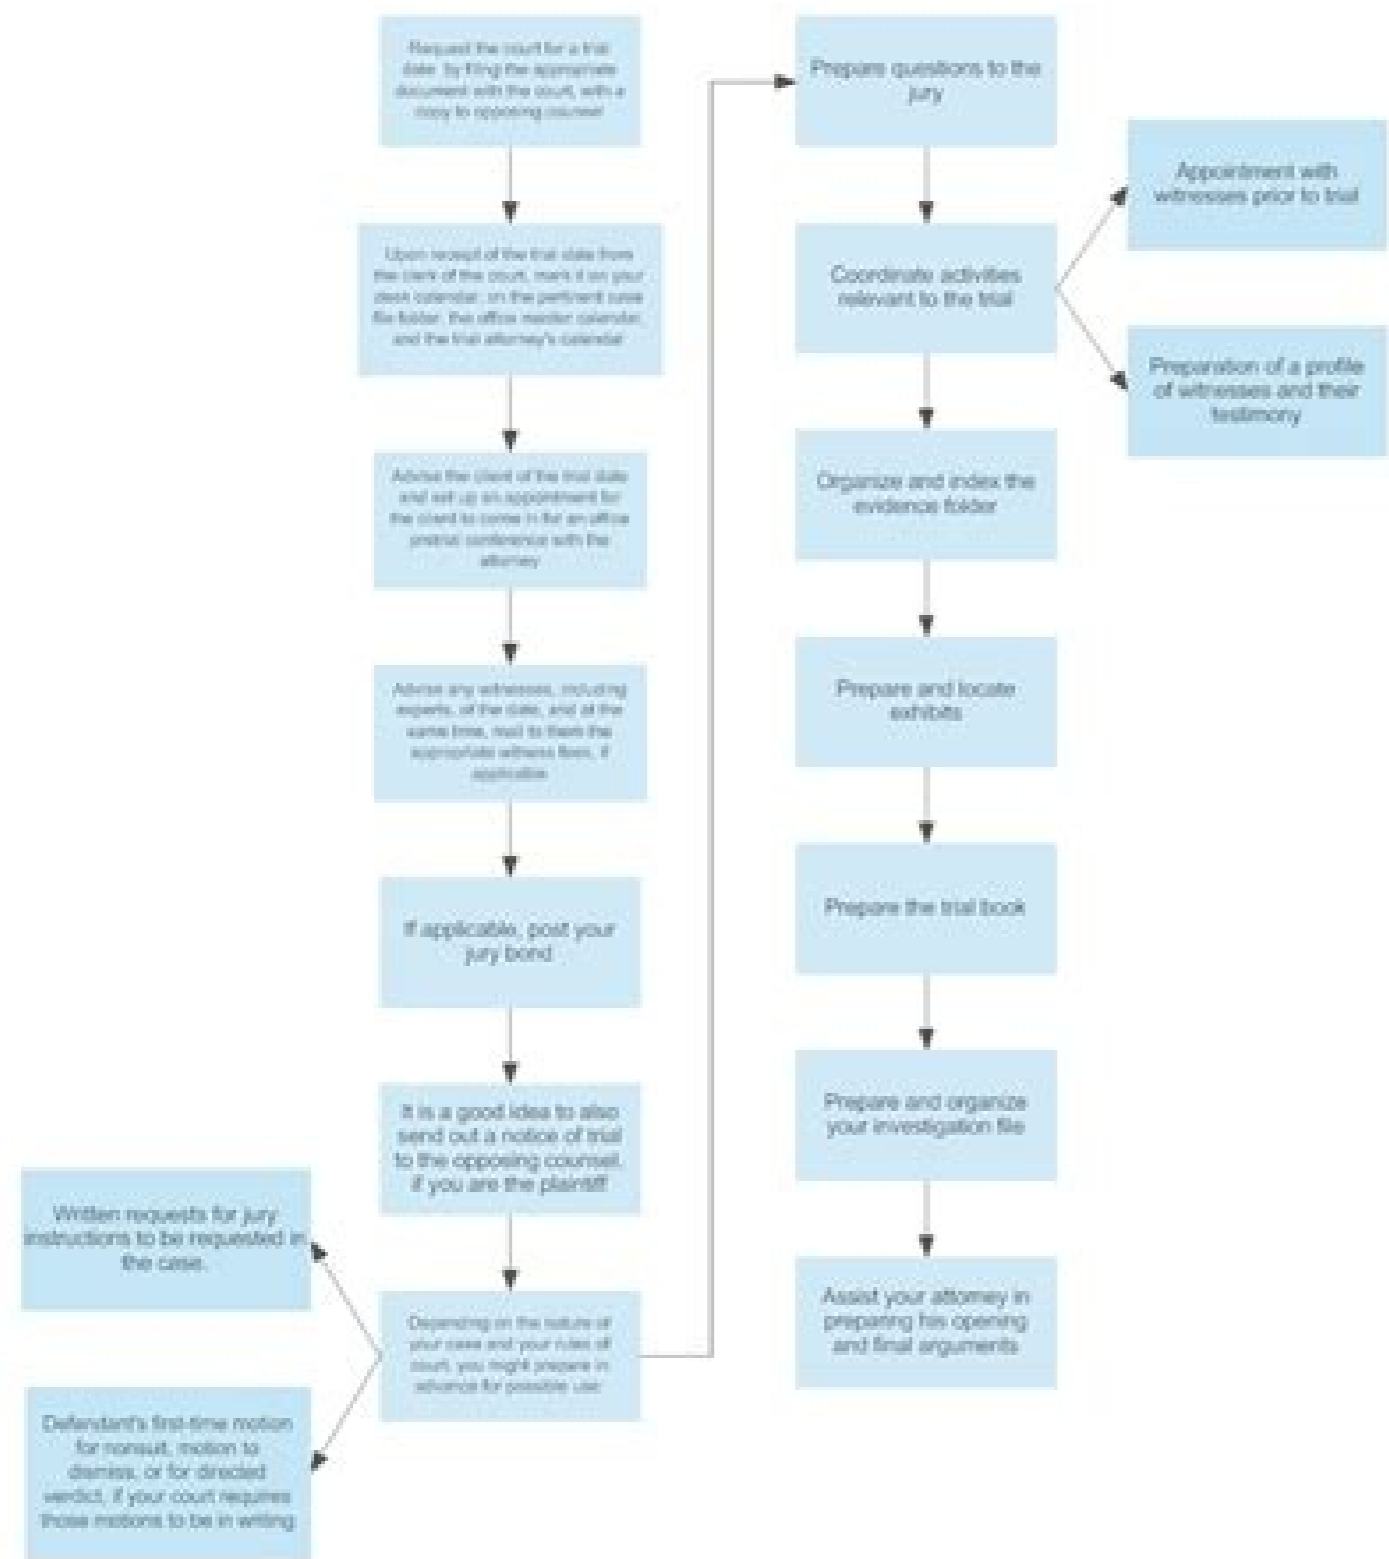 Request the court for a trial
date by filing the appropriate
document with the court, with a
copy to opposing counsel
Upon receipt of the trial date from
the clerk of the court, mark it on your
desk calendar, on the pertinent case
file folder, the office master calendar,
and the trial attorney's calendar
Advise the client of the trial date
and set up an appointment for
the client to come in for an office
pretrial conference with the
attorney
Advise any witnesses, including
experts, of the date, and at the
same time, mail to them the
appropriate witness fees, if
applicable
If applicable, post your
jury bond
It is a good idea to also
send out a notice of trial
to the opposing counsel,
if you are the plaintiff
Depending on the nature of
your case and your rules of
court, you might prepare in
advance for possible use
Written requests for jury
instructions to be requested in
the case.
Defendant's first-time motion
for nonsuit, motion to
dismiss, or for directed
verdict, if your court requires
those motions to be in writing
Prepare questions to the
jury
Coordinate activities
relevant to the trial
Appointment with
witnesses prior to trial
Preparation of a profile
of witnesses and their
testimony
Organize and index the
evidence folder
Prepare and locate
exhibits
Prepare the trial book
Prepare and organize
your investigation file
Assist your attorney in
preparing his opening
and final arguments